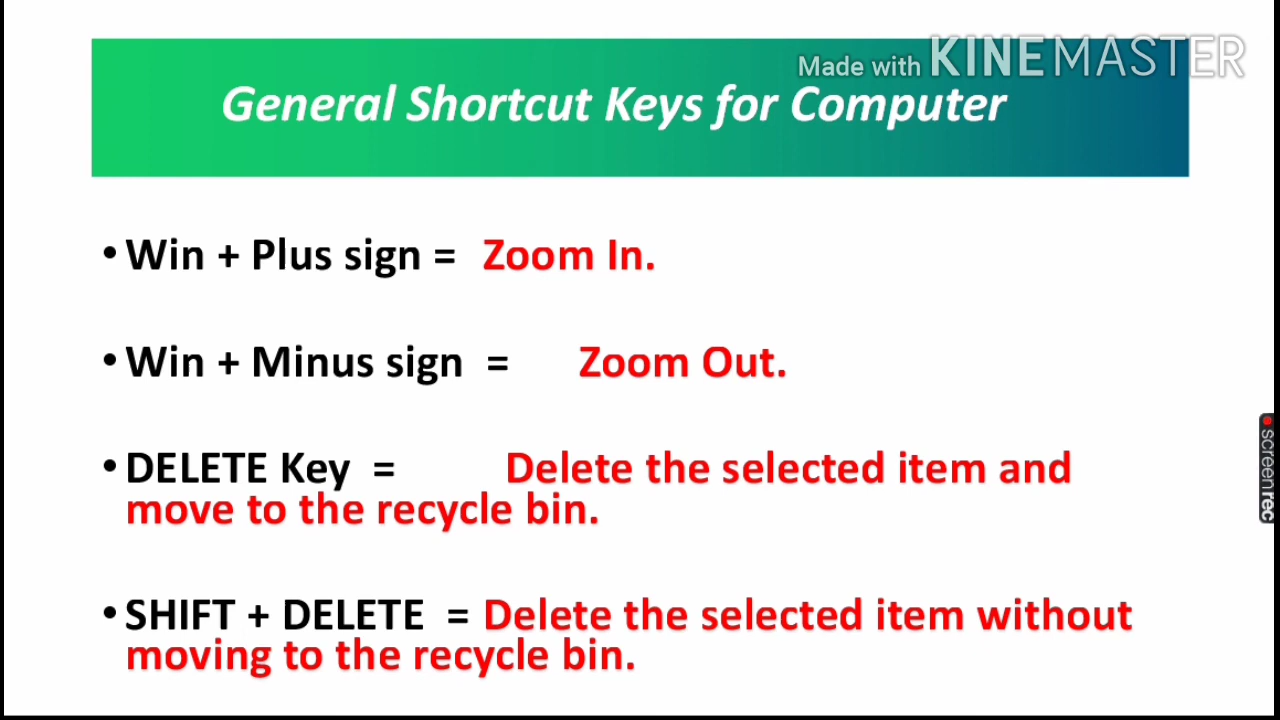 Made with KINEMASTER
General Shortcut Keys for Computer
• Win + Plus sign = Zoom In.
• Win + Minus sign = Zoom Out.
• DELETE Key = Delete the selected item and
move to the recycle bin.
• SHIFT + DELETE = Delete the selected item without
moving to the recycle bin.
screenrec